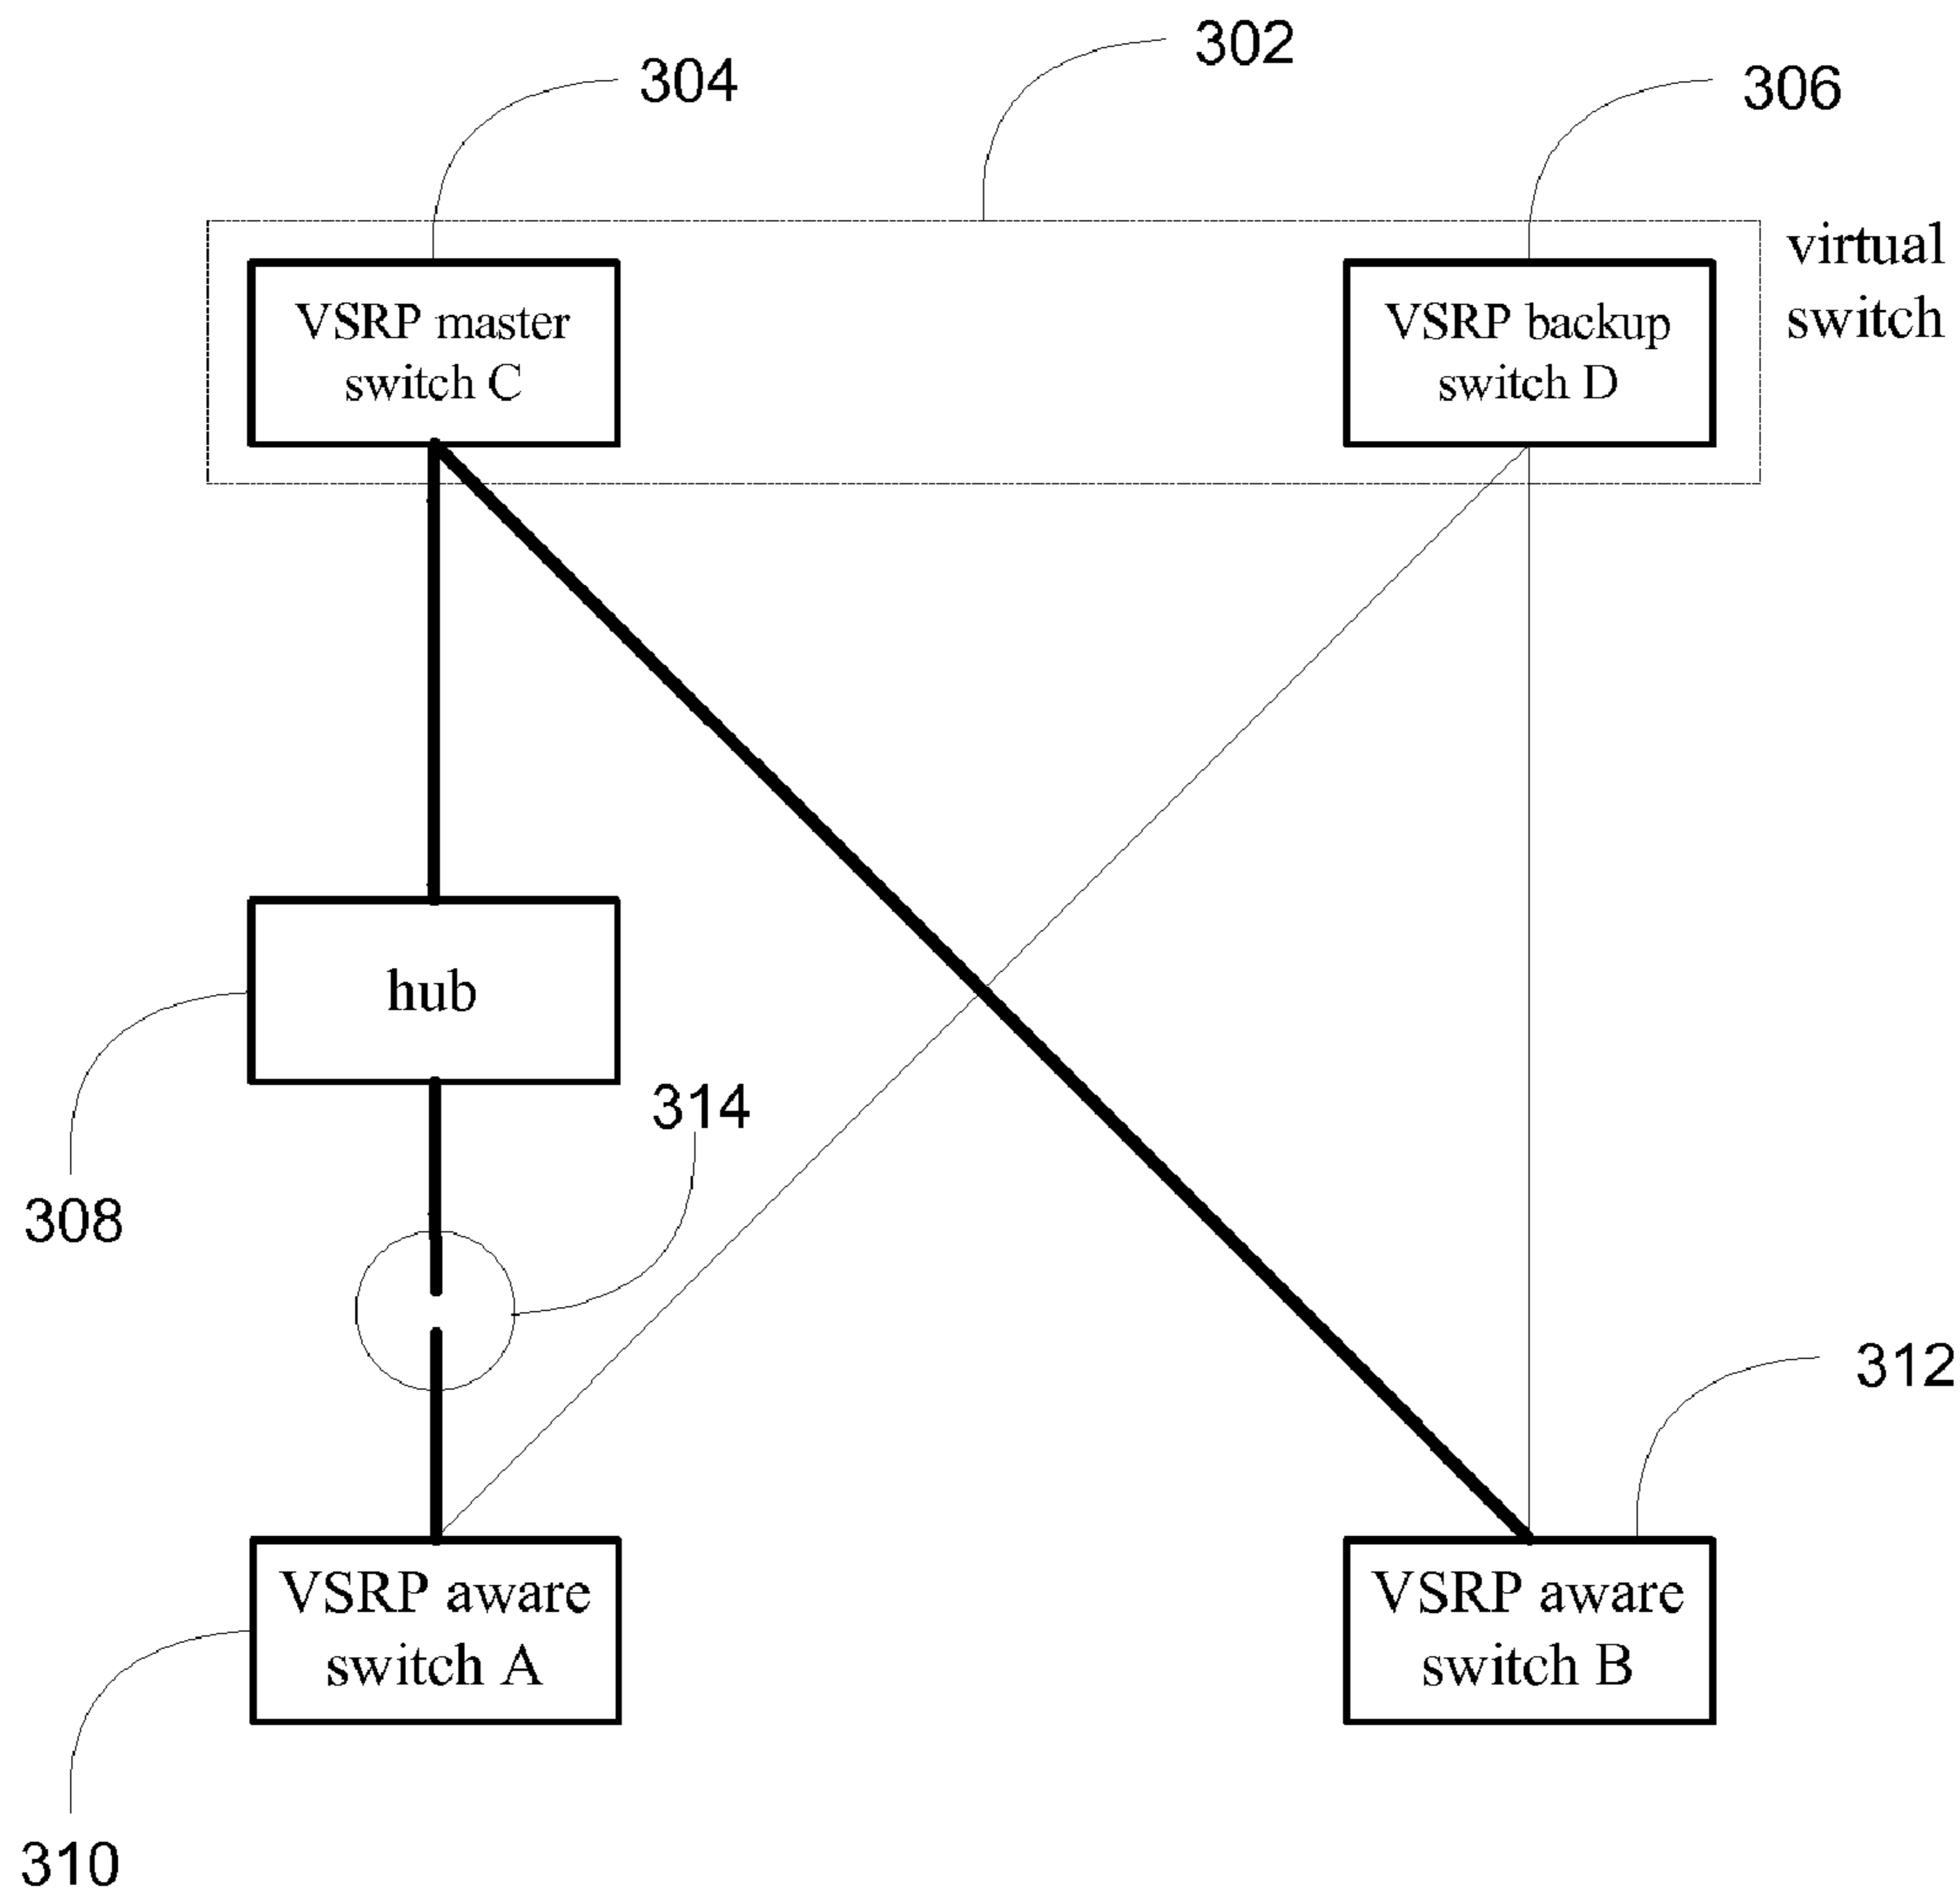 302
304
306
virtual
switch
VSRP master
switch C
VSRP backup
switch D
hub
314
308
312
VSRP aware
switch A
VSRP aware
switch B
310